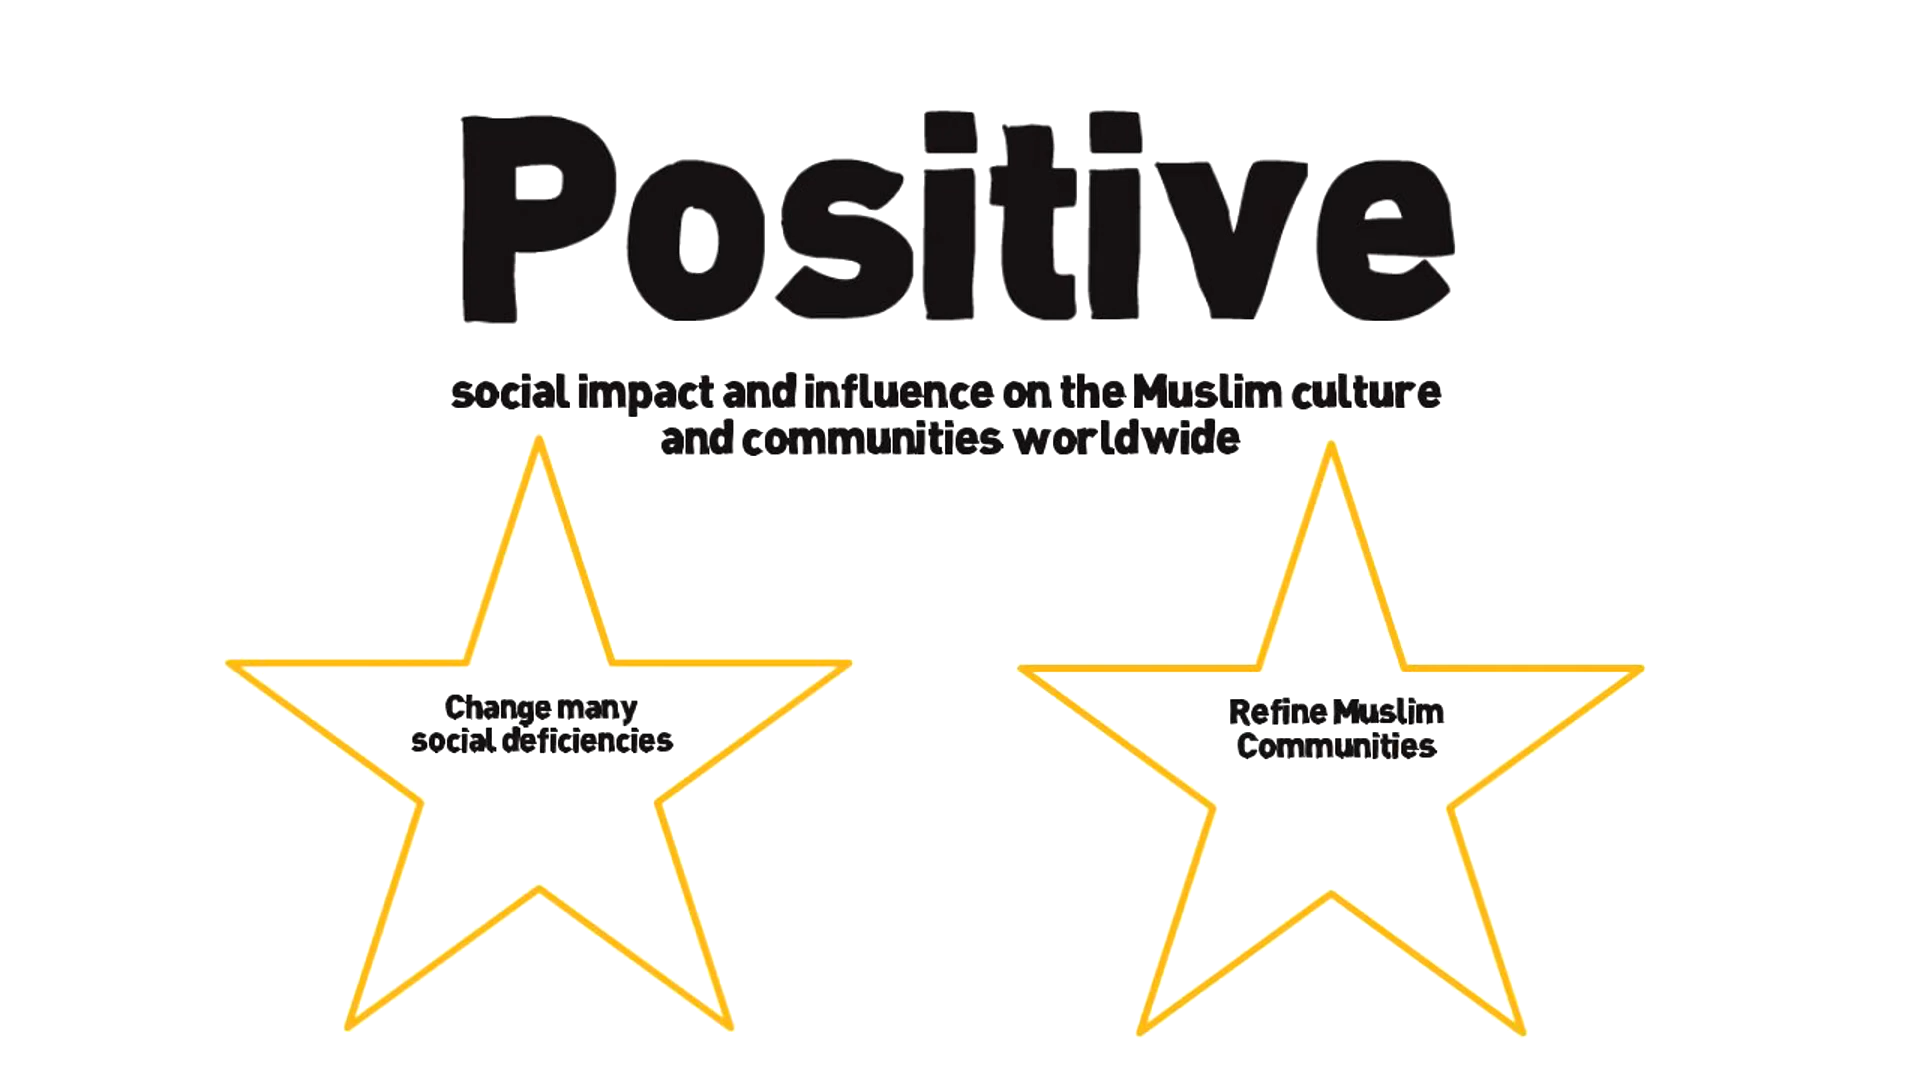 Positive
social impact and influence on the Muslim culture
and communities worldwide
Change many
social deficiencies
Refine Muslim
Communities